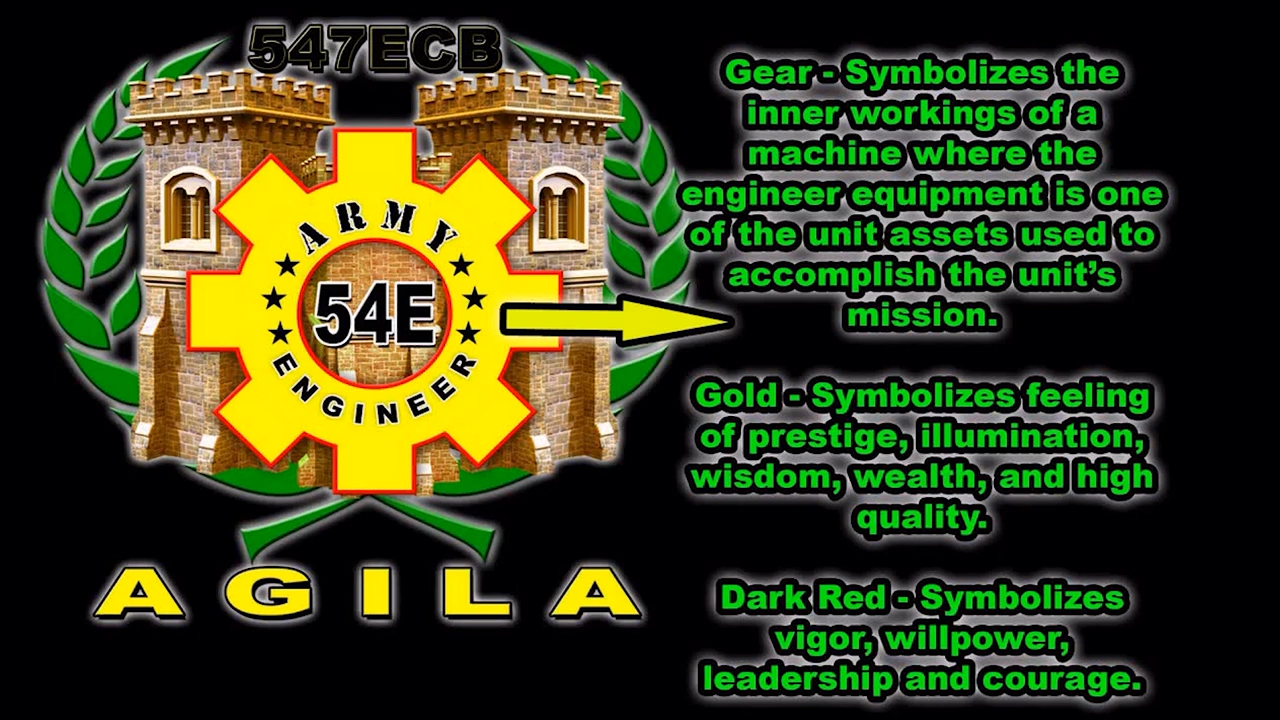 547ECB
ARMY
54E
ENGINEER
AGILA
Gear - Symbolizes the
inner workings of a
machine where the
engineer equipment is one
of the unit assets used to
accomplish the unit’s
mission.
Gold - Symbolizes feeling
of prestige, illumination,
wisdom, wealth, and high
quality.
Dark Red - Symbolizes
vigor, willpower,
leadership and courage.